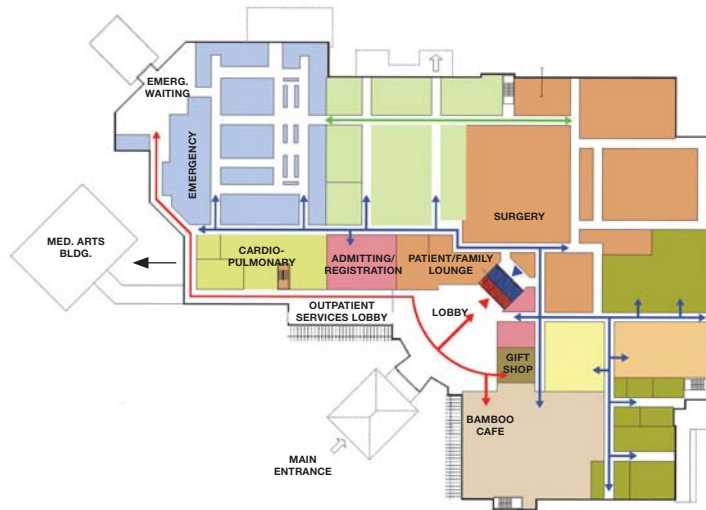 EMERG.
WAITING
EMERGENCY
MED. ARTS
BLDG.
CARDIO-
PULMONARY
ADMITTING/
REGISTRATION
PATIENT/FAMILY
LOUNGE
SURGERY
OUTPATIENT
SERVICES LOBBY
LOBBY
GIFT
SHOP
BAMBOO
CAFE
MAIN
ENTRANCE